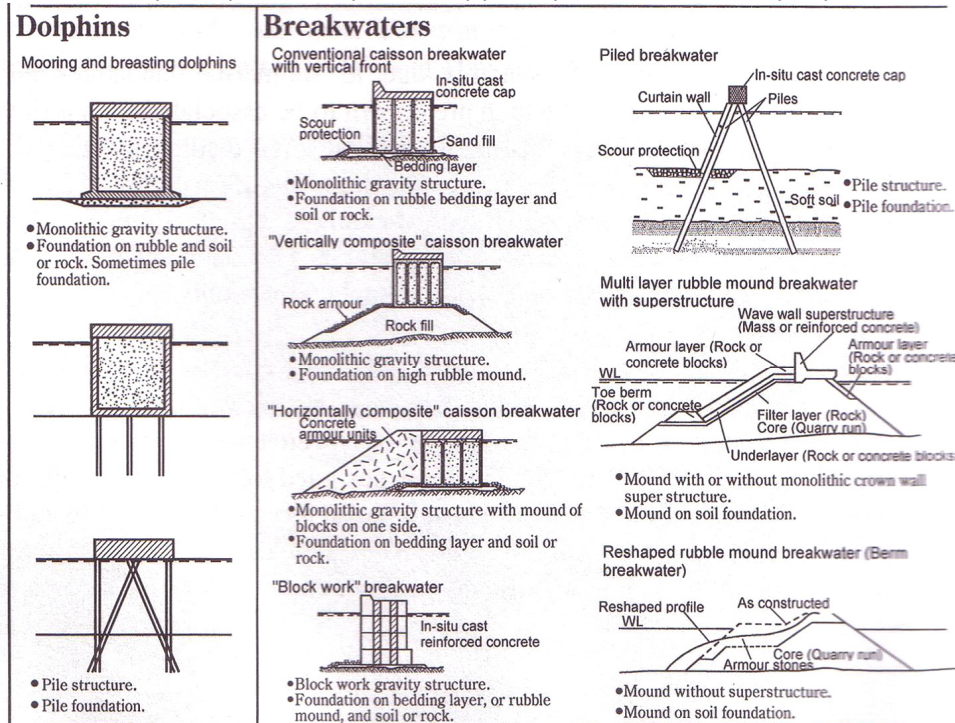 Dolphins
Mooring and breasting dolphins
•Monolithic gravity structure.
•Foundation on rubble and soil
or rock. Sometimes pile
foundation.
•Pile structure.
•Pile foundation.
Breakwaters
Conventional caisson breakwater
with vertical front
In-situ cast
concrete cap
Scour
protection
Sand fill
Bedding layer
•Monolithic gravity structure.
•Foundation on rubble bedding layer and
soil or rock.
"Vertically composite" caisson breakwater
Rock armour
Rock fill
•Monolithic gravity structure.
•Foundation on high rubble mound.
"Horizontally composite" caisson breakwater
Concrete
armour units
•Monolithic gravity structure with mound of
blocks on one side.
•Foundation on bedding layer and soil or
rock.
"Block work" breakwater
In-situ cast
reinforced concrete
•Block work gravity structure.
•Foundation on bedding layer, or rubble
mound, and soil or rock.
Piled breakwater
In-situ cast concrete cap
Curtain wall
Piles
Scour protection
Soft soil
•Pile structure.
•Pile foundation.
Multi layer rubble mound breakwater
with superstructure
Wave wall superstructure
(Mass or reinforced concrete)
Armour layer (Rock or
concrete blocks)
Armour layer
(Rock or concrete
blocks)
WL
Toe berm
(Rock or concrete
blocks)
Filter layer (Rock)
Core (Quarry run)
Underlayer (Rock or concrete blocks)
•Mound with or without monolithic crown wall
super structure.
•Mound on soil foundation.
Reshaped rubble mound breakwater (Berm
breakwater)
Reshaped profile
As constructed
WL
Core (Quarry run)
Armour stones
•Mound without superstructure.
•Mound on soil foundation.